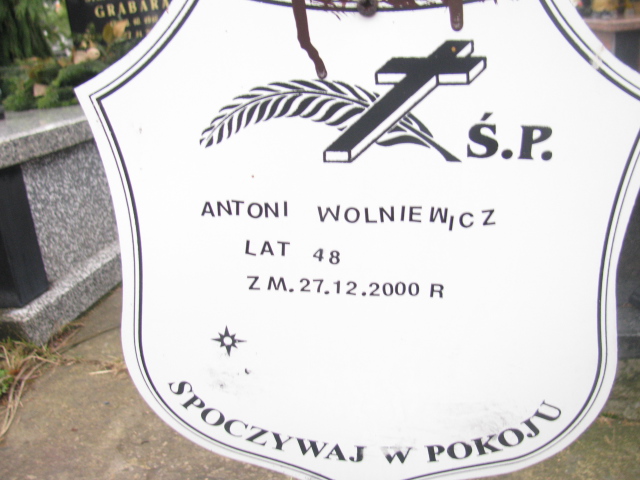 GRABARA
Ś.P.
ANTONI WOLNIEWICZ
LAT 48
ZM. 27.12.2000 R
SPOCZYWAJ W POKOJU